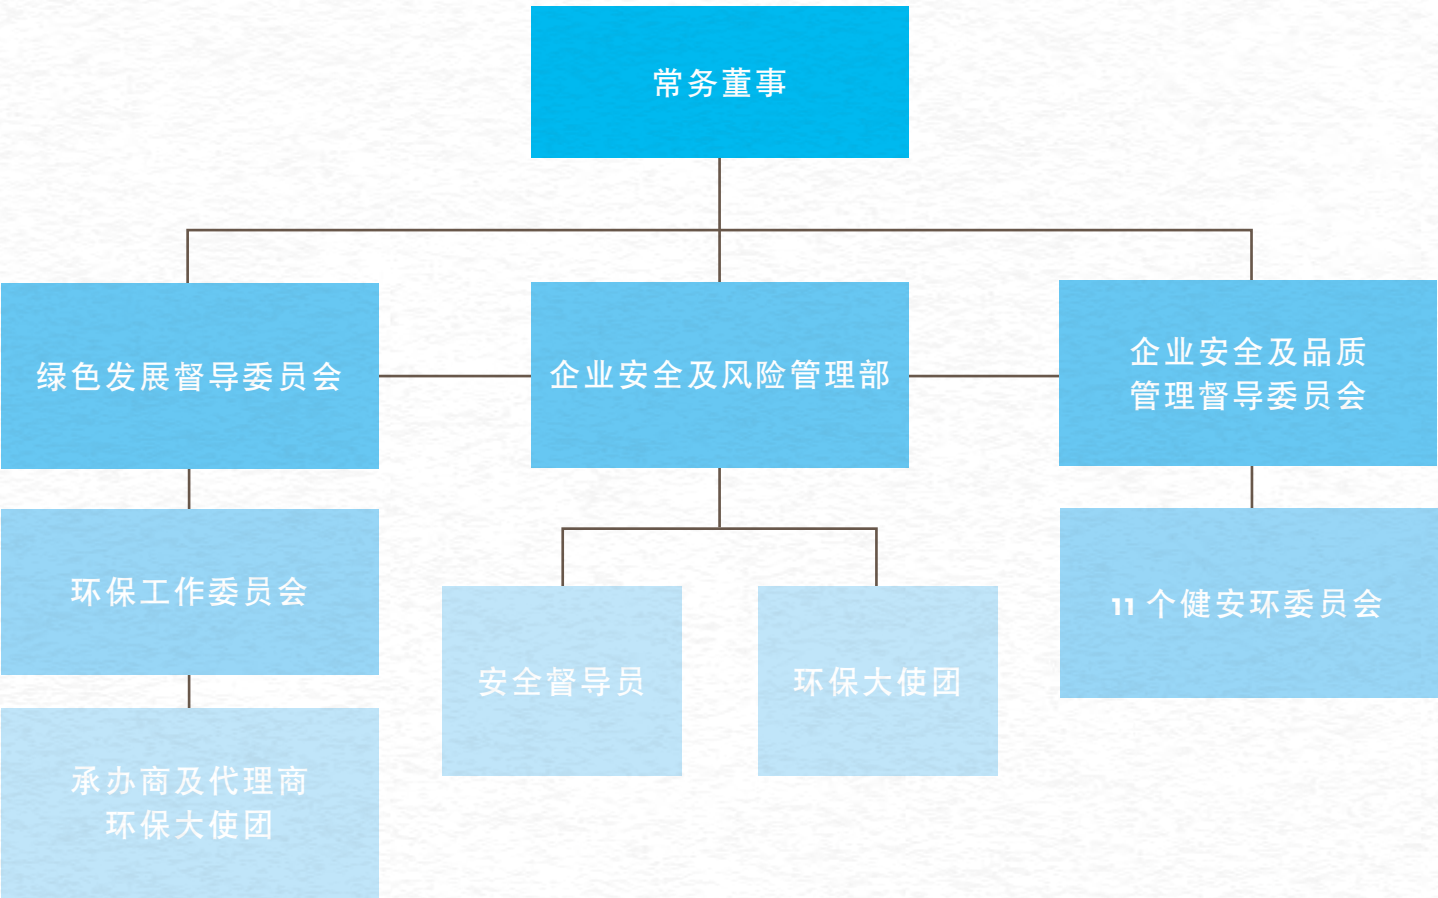 常务董事
绿色发展督导委员会
企业安全及风险管理部
企业安全及品质
管理督导委员会
环保工作委员会
安全督导员
环保大使团
11 个健安环委员会
承办商及代理商
环保大使团